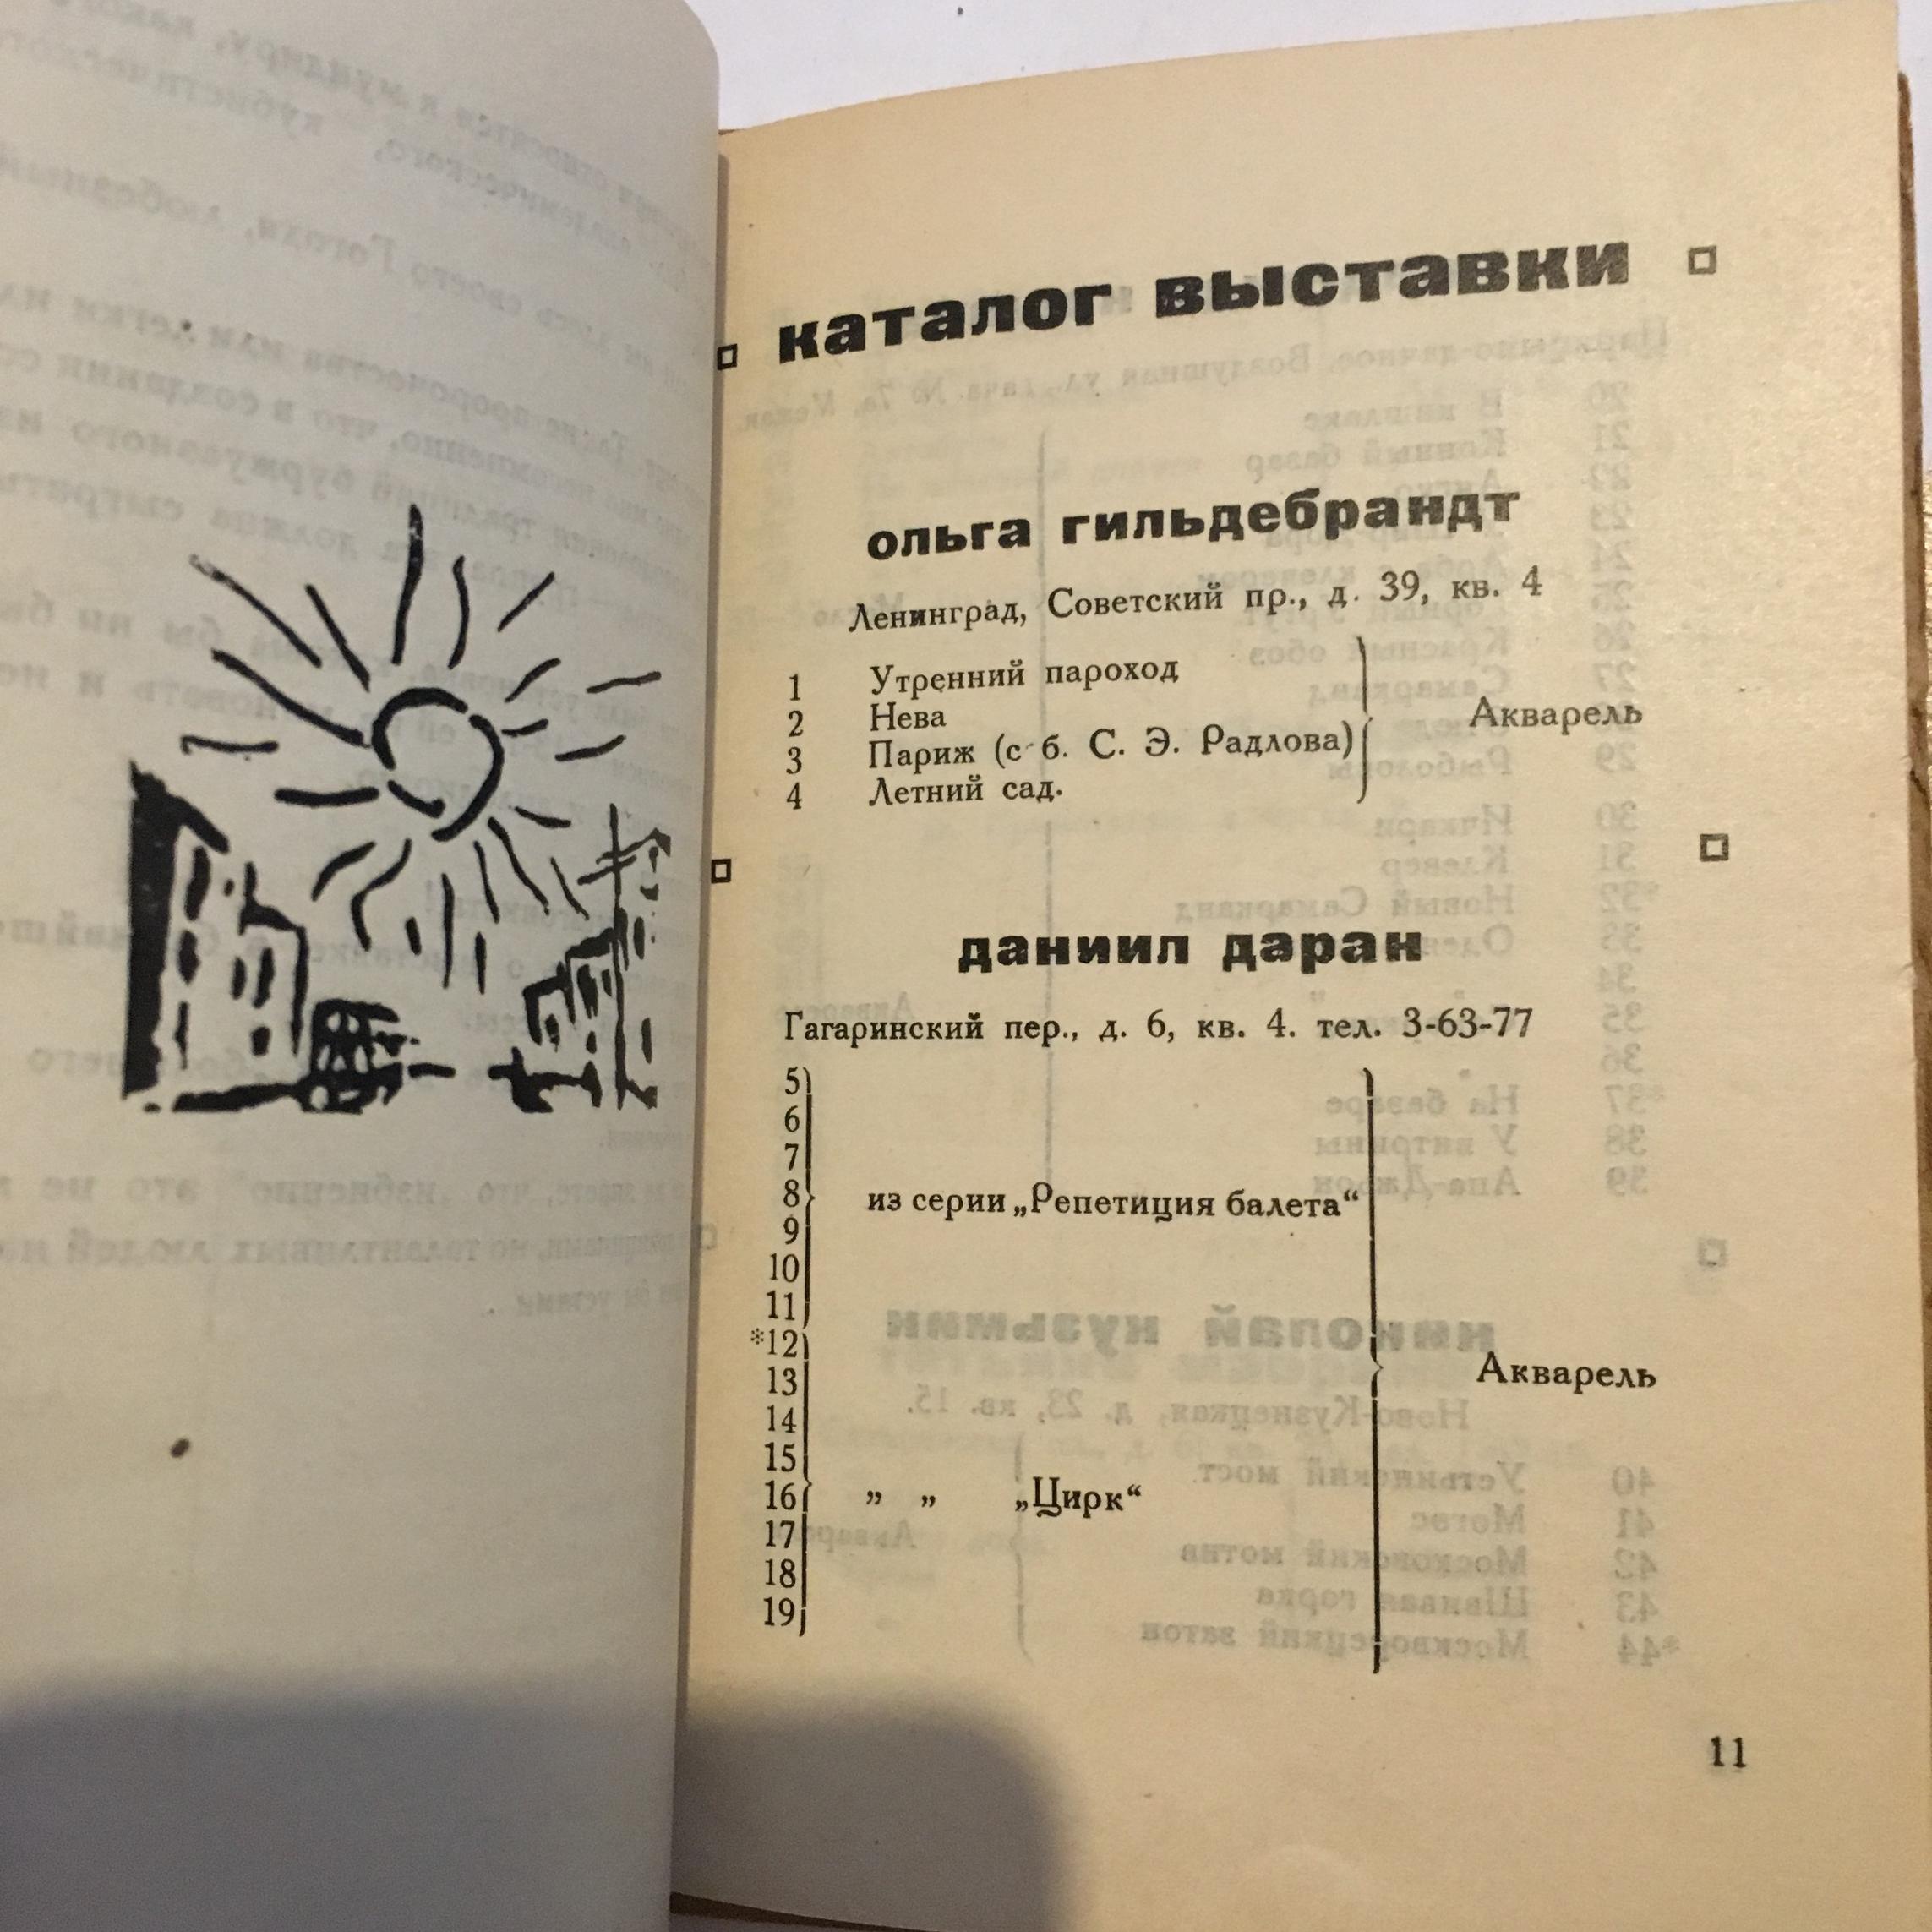 каталог выставки
ольга гильдебрандт
Ленинград, Советский пр., д. 39, кв. 4
1 Утренний пароход
2 Нева
3 Париж (с б. С. Э. Радлова)
4 Летний сад.
Акварель
даниил даран
Гагаринский пер., д. 6, кв. 4. тел. 3-63-77
5
6
7
8 из серии „Репетиция балета“
9
10
11
*12
13
Акварель
14
15
16 „ „ „Цирк“
17
18
19
11